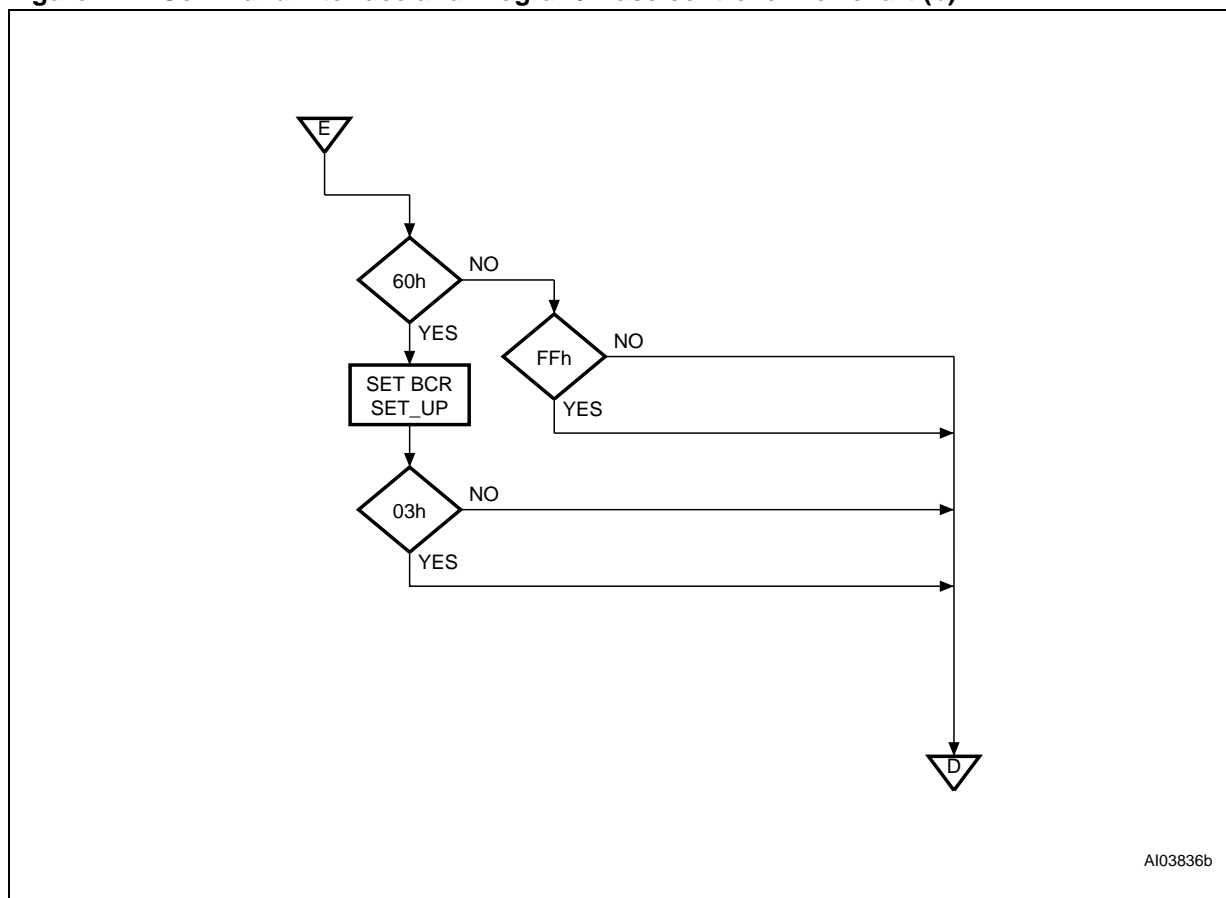 E
60h
NO
YES
FFh
NO
YES
SET BCR
SET_UP
03h
NO
YES
D
AI03836b